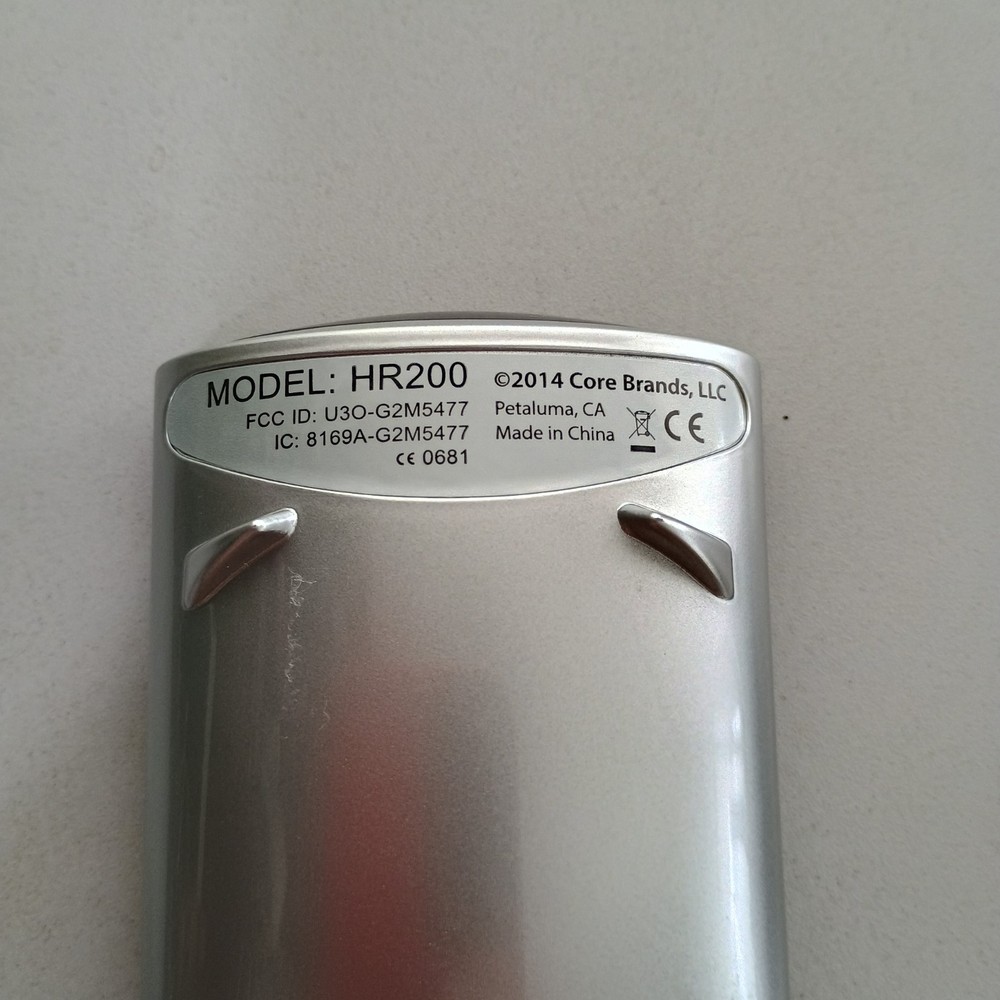 MODEL: HR200
FCC ID: U3O-G2M5477
IC: 8169A-G2M5477
CE 0681
©2014 Core Brands, LLC
Petaluma, CA
Made in China
CE